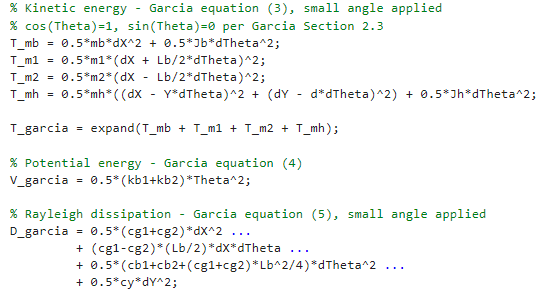 % Kinetic energy - Garcia equation (3), small angle applied
% cos(Theta)=1, sin(Theta)=0 per Garcia Section 2.3
T_mb = 0.5*mb*dX^2 + 0.5*Jb*dTheta^2;
T_m1 = 0.5*m1*(dX + Lb/2*dTheta)^2;
T_m2 = 0.5*m2*(dX - Lb/2*dTheta)^2;
T_mh = 0.5*mh*((dX - Y*dTheta)^2 + (dY - d*dTheta)^2) + 0.5*Jh*dTheta^2;
T_garcia = expand(T_mb + T_m1 + T_m2 + T_mh);
% Potential energy - Garcia equation (4)
V_garcia = 0.5*(kb1+kb2)*Theta^2;
% Rayleigh dissipation - Garcia equation (5), small angle applied
D_garcia = 0.5*(cg1+cg2)*dX^2 ...
+ (cg1-cg2)*(Lb/2)*dX*dTheta ...
+ 0.5*(cb1+cb2+(cg1+cg2)*Lb^2/4)*dTheta^2 ...
+ 0.5*cy*dY^2;